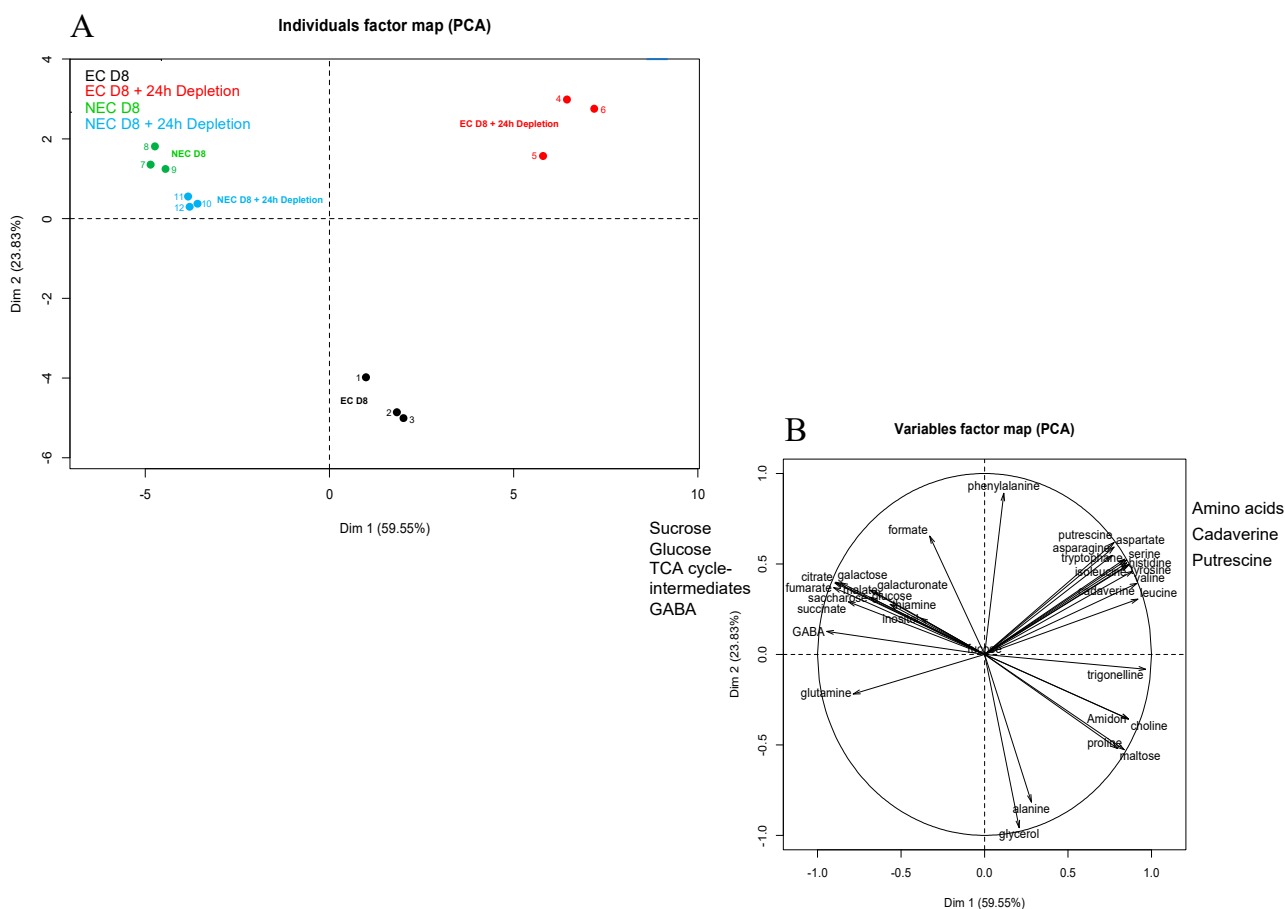 A
Individuals factor map (PCA)
EC D8
EC D8 + 24h Depletion
NEC D8
NEC D8 + 24h Depletion
4
2
0
-2
-4
-6
Dim 2 (23.83%)
4
6
EC D8 + 24h Depletion
5
8
NEC D8
7
9
11
10
NEC D8 + 24h Depletion
12
1
EC D8
2
3
-5
0
5
10
Dim 1 (59.55%)
Sucrose
Glucose
TCA cycle-
intermediates
GABA
B
Variables factor map (PCA)
1.0
0.5
0.0
-0.5
-1.0
Dim 2 (23.83%)
phenylalanine
formate
putrescine
aspartate
asparagine
tryptophane
serine
histidine
isoleucine
tyrosine
valine
cadaverine
leucine
citrate
galactose
fumarate
malate
galacturonate
saccharose
glucose
succinate
thiamine
inositol
GABA
glutamine
trigonelline
Amidon
choline
proline
maltose
alanine
glycerol
-1.0
-0.5
0.0
0.5
1.0
Dim 1 (59.55%)
Amino acids
Cadaverine
Putrescine